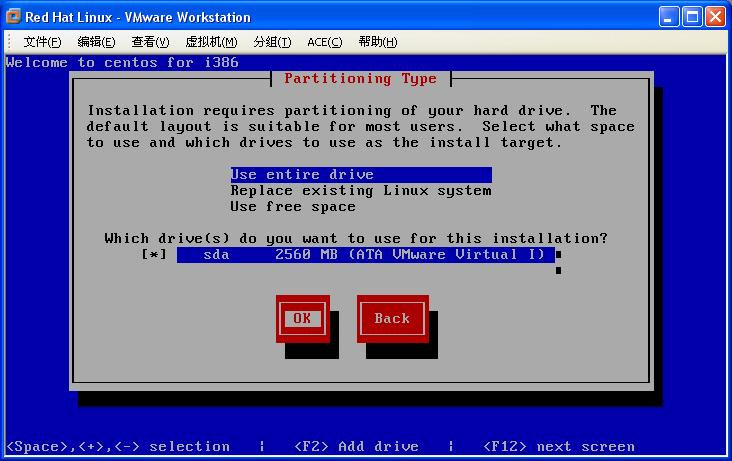 Red Hat Linux - VMware Workstation
文件(F) 编辑(E) 查看(V) 虚拟机(M) 分组(T) ACE(C) 帮助(H)
Welcome to centos for i386
Partitioning Type
Installation requires partitioning of your hard drive. The
default layout is suitable for most users. Select what space
to use and which drives to use as the install target.
Use entire drive
Replace existing Linux system
Use free space
Which drive(s) do you want to use for this installation?
[*] sda 2560 MB (ATA VMware Virtual I)
OK Back
<Space>,<+>,<-> selection | <F2> Add drive | <F12> next screen